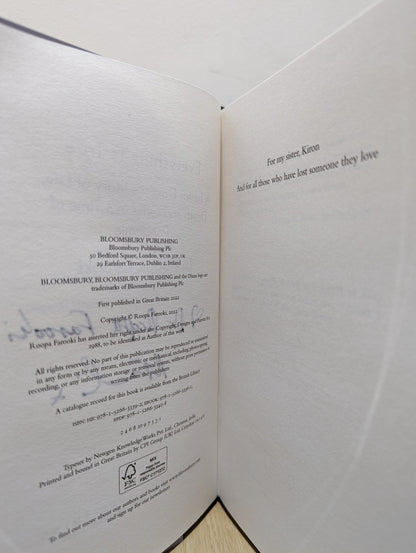 BLOOMSBURY PUBLISHING
Bloomsbury Publishing Plc
50 Bedford Square, London, WC1B 3DP, UK
29 Earlsfort Terrace, Dublin 2, Ireland
BLOOMSBURY, BLOOMSBURY PUBLISHING and the Diana logo are
trademarks of Bloomsbury Publishing Plc
First published in Great Britain 2022
Copyright © Roopa Farooki, 2022
Roopa Farooki has asserted her right under the Copyright, Designs and Patents Act,
1988, to be identified as Author of this work
All rights reserved. No part of this publication may be reproduced or transmitted
in any form or by any means, electronic or mechanical, including photocopying,
recording, or any information storage or retrieval system, without prior permission in
writing from the publishers
A catalogue record for this book is available from the British Library
2 4 6 8 10 9 7 5 3 1
Typeset by Newgen KnowledgeWorks Pvt. Ltd., Chennai, India
Printed and bound in Great Britain by CPI Group (UK) Ltd, Croydon CR0 4YY
FSC
MIX
To find out more about our authors and books visit www.bloomsbury.com
and sign up for our newsletters
For my sister, Kiron
And for all those who have lost someone they love